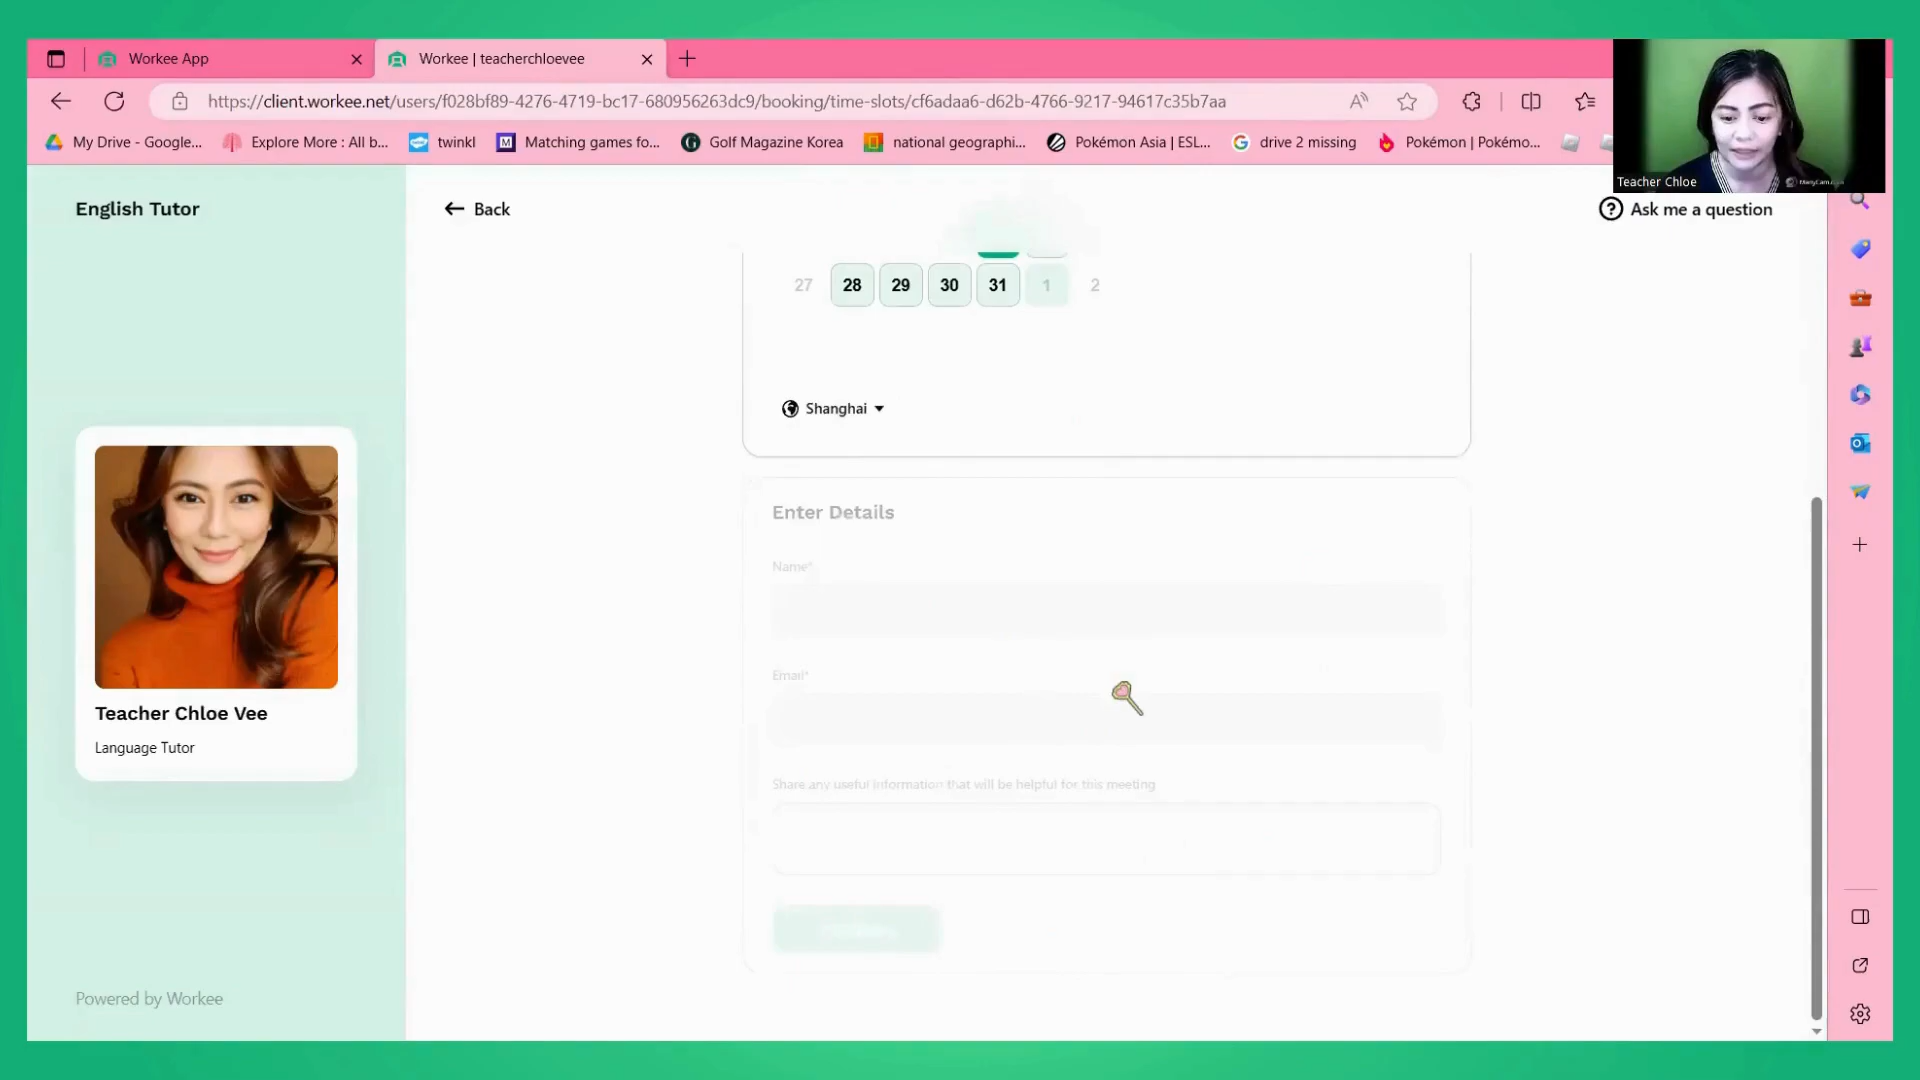 Workee App
Workee | teacherchloevee
https://client.workee.net/users/f028bf89-4276-4719-bc17-680956263dc9/booking/time-slots/cf6adaa6-d62b-4766-9217-94617c35b7aa
My Drive - Google...
Explore More : All b...
twinkl
Matching games fo...
Golf Magazine Korea
national geographi...
Pokémon Asia | ESL...
drive 2 missing
Pokémon | Pokémo...
Teacher Chloe
English Tutor
Back
Ask me a question
27 28 29 30 31 1 2
Shanghai
Enter Details
Name*
Email*
Share any useful information that will be helpful for this meeting
Teacher Chloe Vee
Language Tutor
Powered by Workee